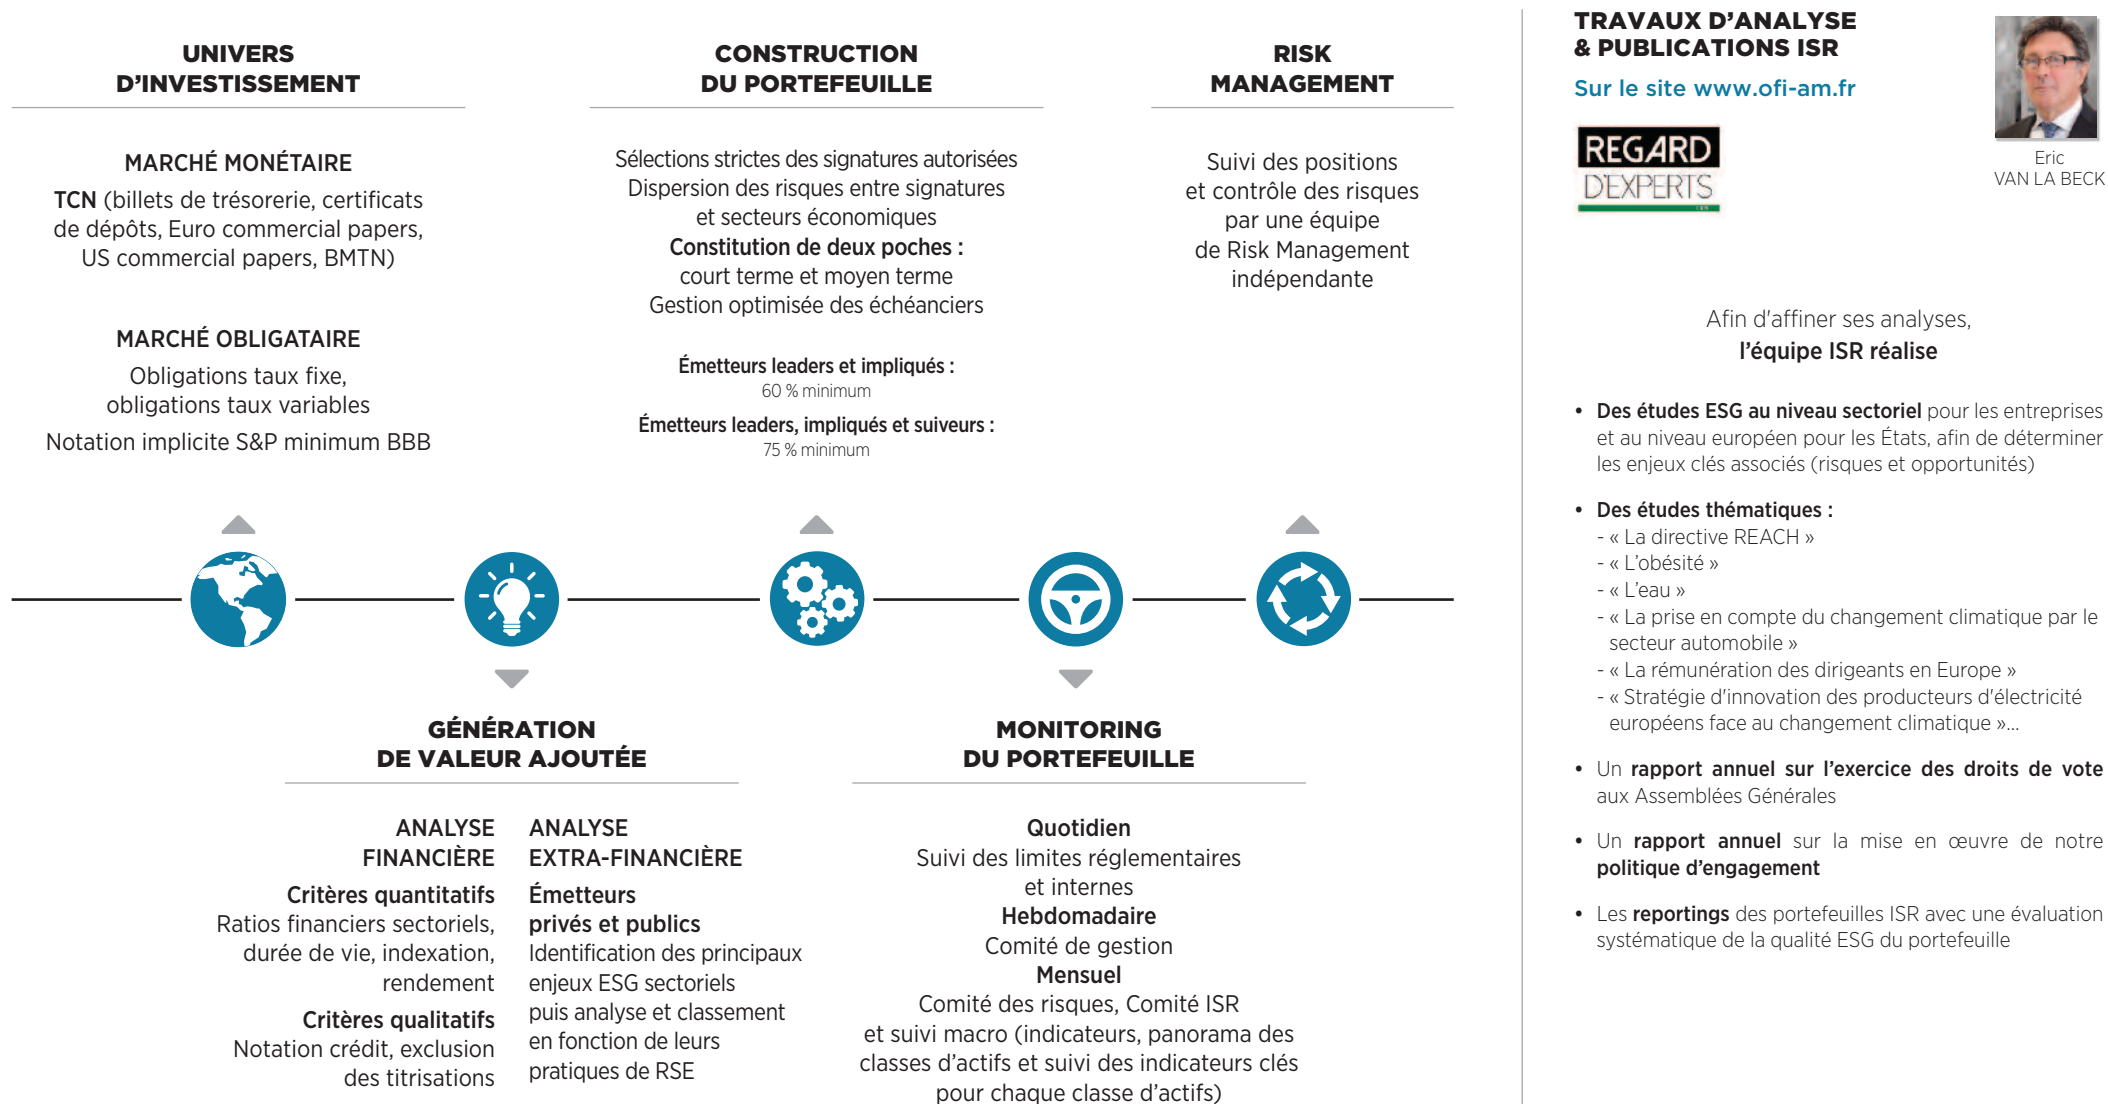 UNIVERS
D'INVESTISSEMENT
MARCHÉ MONÉTAIRE
TCN (billets de trésorerie, certificats
de dépôts, Euro commercial papers,
US commercial papers, BMTN)
MARCHÉ OBLIGATAIRE
Obligations taux fixe,
obligations taux variables
Notation implicite S&P minimum BBB
CONSTRUCTION
DU PORTEFEUILLE
Sélections strictes des signatures autorisées
Dispersion des risques entre signatures
et secteurs économiques
Constitution de deux poches :
court terme et moyen terme
Gestion optimisée des échéanciers
Émetteurs leaders et impliqués :
60 % minimum
Émetteurs leaders, impliqués et suiveurs :
75 % minimum
RISK
MANAGEMENT
Suivi des positions
et contrôle des risques
par une équipe
de Risk Management
indépendante
GÉNÉRATION
DE VALEUR AJOUTÉE
ANALYSE
FINANCIÈRE
Critères quantitatifs
Ratios financiers sectoriels,
durée de vie, indexation,
rendement
Critères qualitatifs
Notation crédit, exclusion
des titrisations
ANALYSE
EXTRA-FINANCIÈRE
Émetteurs
privés et publics
Identification des principaux
enjeux ESG sectoriels
puis analyse et classement
en fonction de leurs
pratiques de RSE
MONITORING
DU PORTEFEUILLE
Quotidien
Suivi des limites réglementaires
et internes
Hebdomadaire
Comité de gestion
Mensuel
Comité des risques, Comité ISR
et suivi macro (indicateurs, panorama des
classes d'actifs et suivi des indicateurs clés
pour chaque classe d'actifs)
TRAVAUX D'ANALYSE
& PUBLICATIONS ISR
Sur le site www.ofi-am.fr
REGARD
D'EXPERTS
Eric
VAN LA BECK
Afin d'affiner ses analyses,
l'équipe ISR réalise
• Des études ESG au niveau sectoriel pour les entreprises
et au niveau européen pour les États, afin de déterminer
les enjeux clés associés (risques et opportunités)
• Des études thématiques :
- « La directive REACH »
- « L'obésité »
- « L'eau »
- « La prise en compte du changement climatique par le
secteur automobile »
- « La rémunération des dirigeants en Europe »
- « Stratégie d'innovation des producteurs d'électricité
européens face au changement climatique »...
• Un rapport annuel sur l'exercice des droits de vote
aux Assemblées Générales
• Un rapport annuel sur la mise en œuvre de notre
politique d'engagement
• Les reportings des portefeuilles ISR avec une évaluation
systématique de la qualité ESG du portefeuille